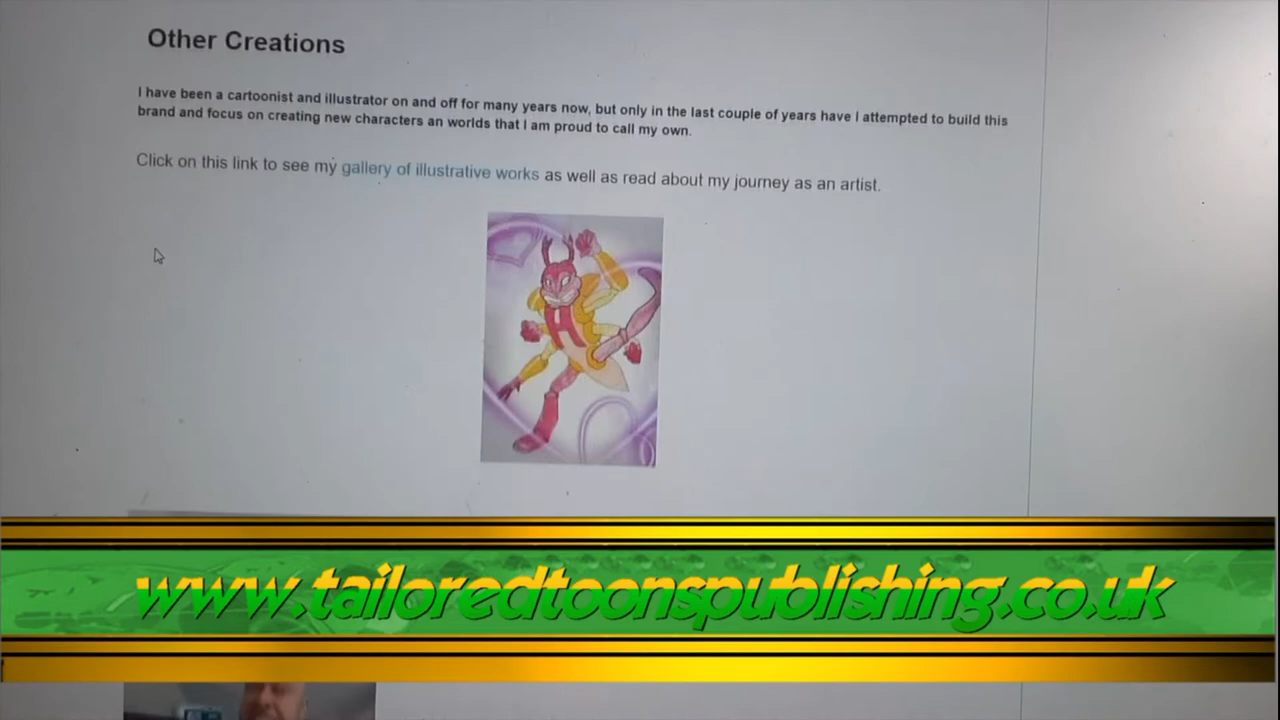 Other Creations
I have been a cartoonist and illustrator on and off for many years now, but only in the last couple of years have I attempted to build this
brand and focus on creating new characters an worlds that I am proud to call my own.
Click on this link to see my gallery of illustrative works as well as read about my journey as an artist.
H
www.tailoredtoonspublishing.co.uk